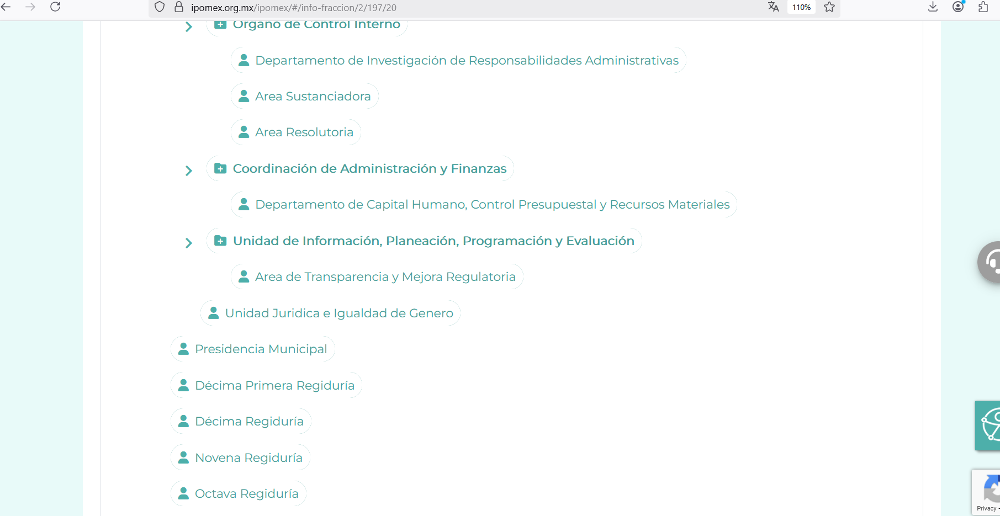 ipomex.org.mx/ipomex/#/info-fraccion/2/197/20
110%
Organo de Control Interno
Departamento de Investigación de Responsabilidades Administrativas
Area Sustanciadora
Area Resolutoria
Coordinación de Administración y Finanzas
Departamento de Capital Humano, Control Presupuestal y Recursos Materiales
Unidad de Información, Planeación, Programación y Evaluación
Area de Transparencia y Mejora Regulatoria
Unidad Juridica e Igualdad de Genero
Presidencia Municipal
Décima Primera Regiduría
Décima Regiduría
Novena Regiduría
Octava Regiduría
Privacy -